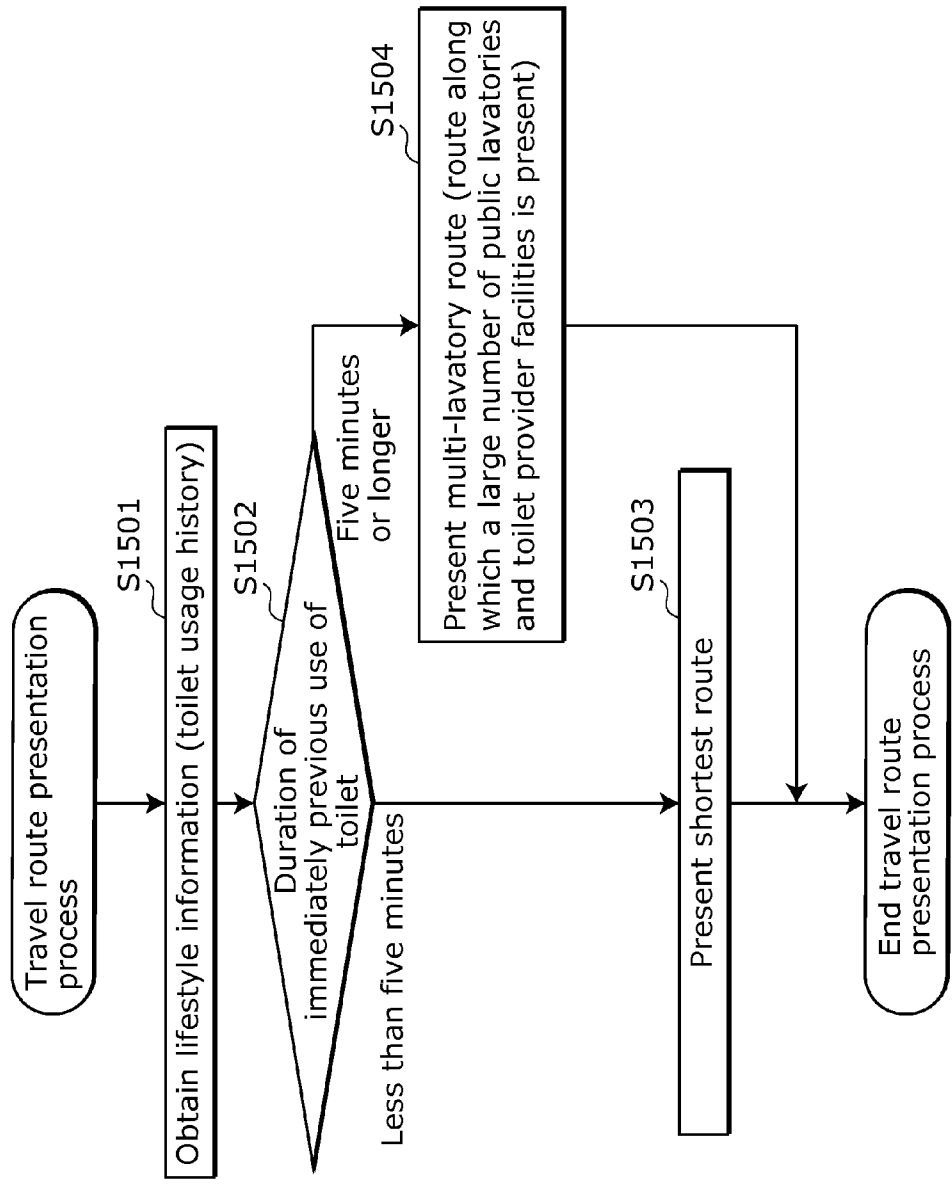 Travel route presentation
process
S1501
Obtain lifestyle information (toilet usage history)
S1502
Duration of
immediately previous use of
toilet
Five minutes
or longer
Less than five minutes
S1504
Present multi-lavatory route (route along
which a large number of public lavatories
and toilet provider facilities is present)
S1503
Present shortest route
End travel route
presentation process